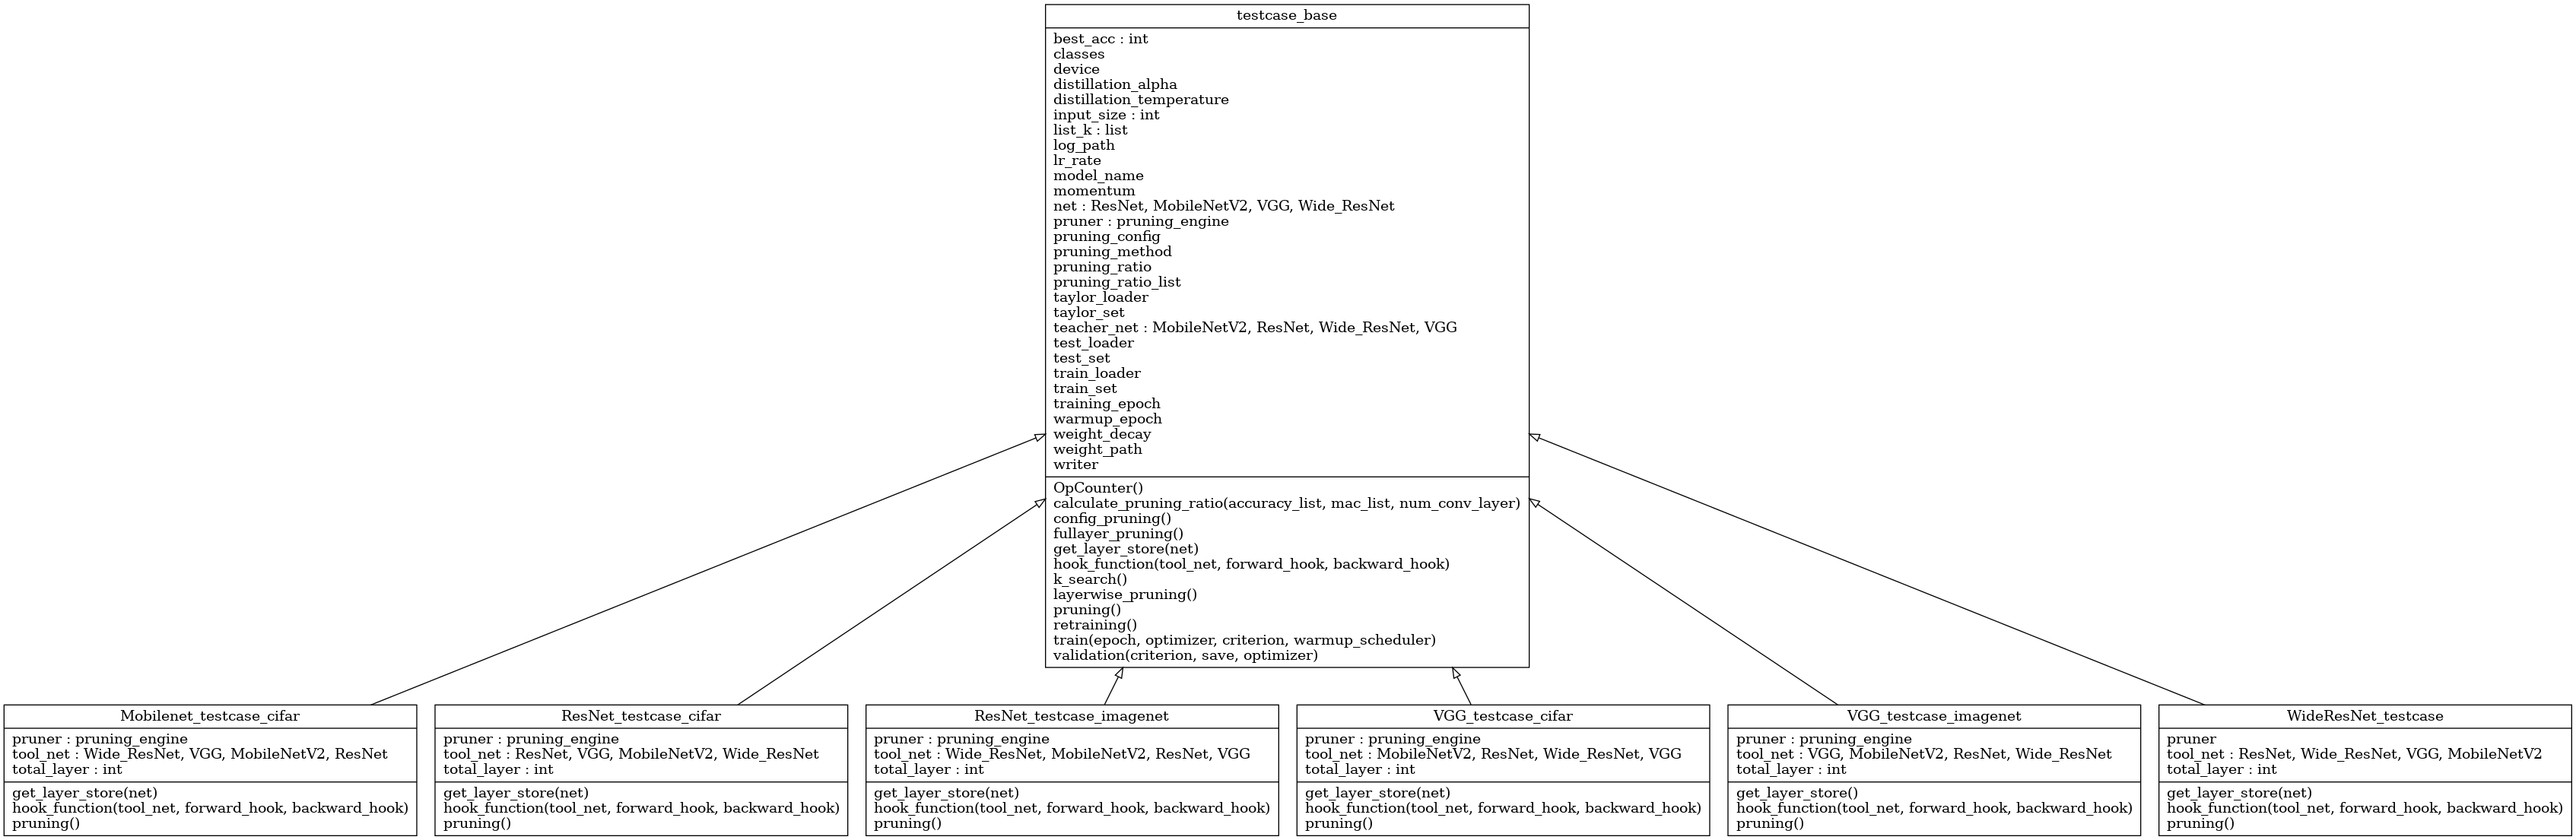 testcase_base
best_acc : int
classes
device
distillation_alpha
distillation_temperature
input_size : int
list_k : list
log_path
lr_rate
model_name
momentum
net : ResNet, MobileNetV2, VGG, Wide_ResNet
pruner : pruning_engine
pruning_config
pruning_method
pruning_ratio
pruning_ratio_list
taylor_loader
taylor_set
teacher_net : MobileNetV2, ResNet, Wide_ResNet, VGG
test_loader
test_set
train_loader
train_set
training_epoch
warmup_epoch
weight_decay
weight_path
writer
OpCounter()
calculate_pruning_ratio(accuracy_list, mac_list, num_conv_layer)
config_pruning()
fullayer_pruning()
get_layer_store(net)
hook_function(tool_net, forward_hook, backward_hook)
k_search()
layerwise_pruning()
pruning()
retraining()
train(epoch, optimizer, criterion, warmup_scheduler)
validation(criterion, save, optimizer)
Mobilenet_testcase_cifar
pruner : pruning_engine
tool_net : Wide_ResNet, VGG, MobileNetV2, ResNet
total_layer : int
get_layer_store(net)
hook_function(tool_net, forward_hook, backward_hook)
pruning()
ResNet_testcase_cifar
pruner : pruning_engine
tool_net : ResNet, VGG, MobileNetV2, Wide_ResNet
total_layer : int
get_layer_store(net)
hook_function(tool_net, forward_hook, backward_hook)
pruning()
ResNet_testcase_imagenet
pruner : pruning_engine
tool_net : Wide_ResNet, MobileNetV2, ResNet, VGG
total_layer : int
get_layer_store(net)
hook_function(tool_net, forward_hook, backward_hook)
pruning()
VGG_testcase_cifar
pruner : pruning_engine
tool_net : MobileNetV2, ResNet, Wide_ResNet, VGG
total_layer : int
get_layer_store(net)
hook_function(tool_net, forward_hook, backward_hook)
pruning()
VGG_testcase_imagenet
pruner : pruning_engine
tool_net : VGG, MobileNetV2, ResNet, Wide_ResNet
total_layer : int
get_layer_store()
hook_function(tool_net, forward_hook, backward_hook)
pruning()
WideResNet_testcase
pruner
tool_net : ResNet, Wide_ResNet, VGG, MobileNetV2
total_layer : int
get_layer_store(net)
hook_function(tool_net, forward_hook, backward_hook)
pruning()